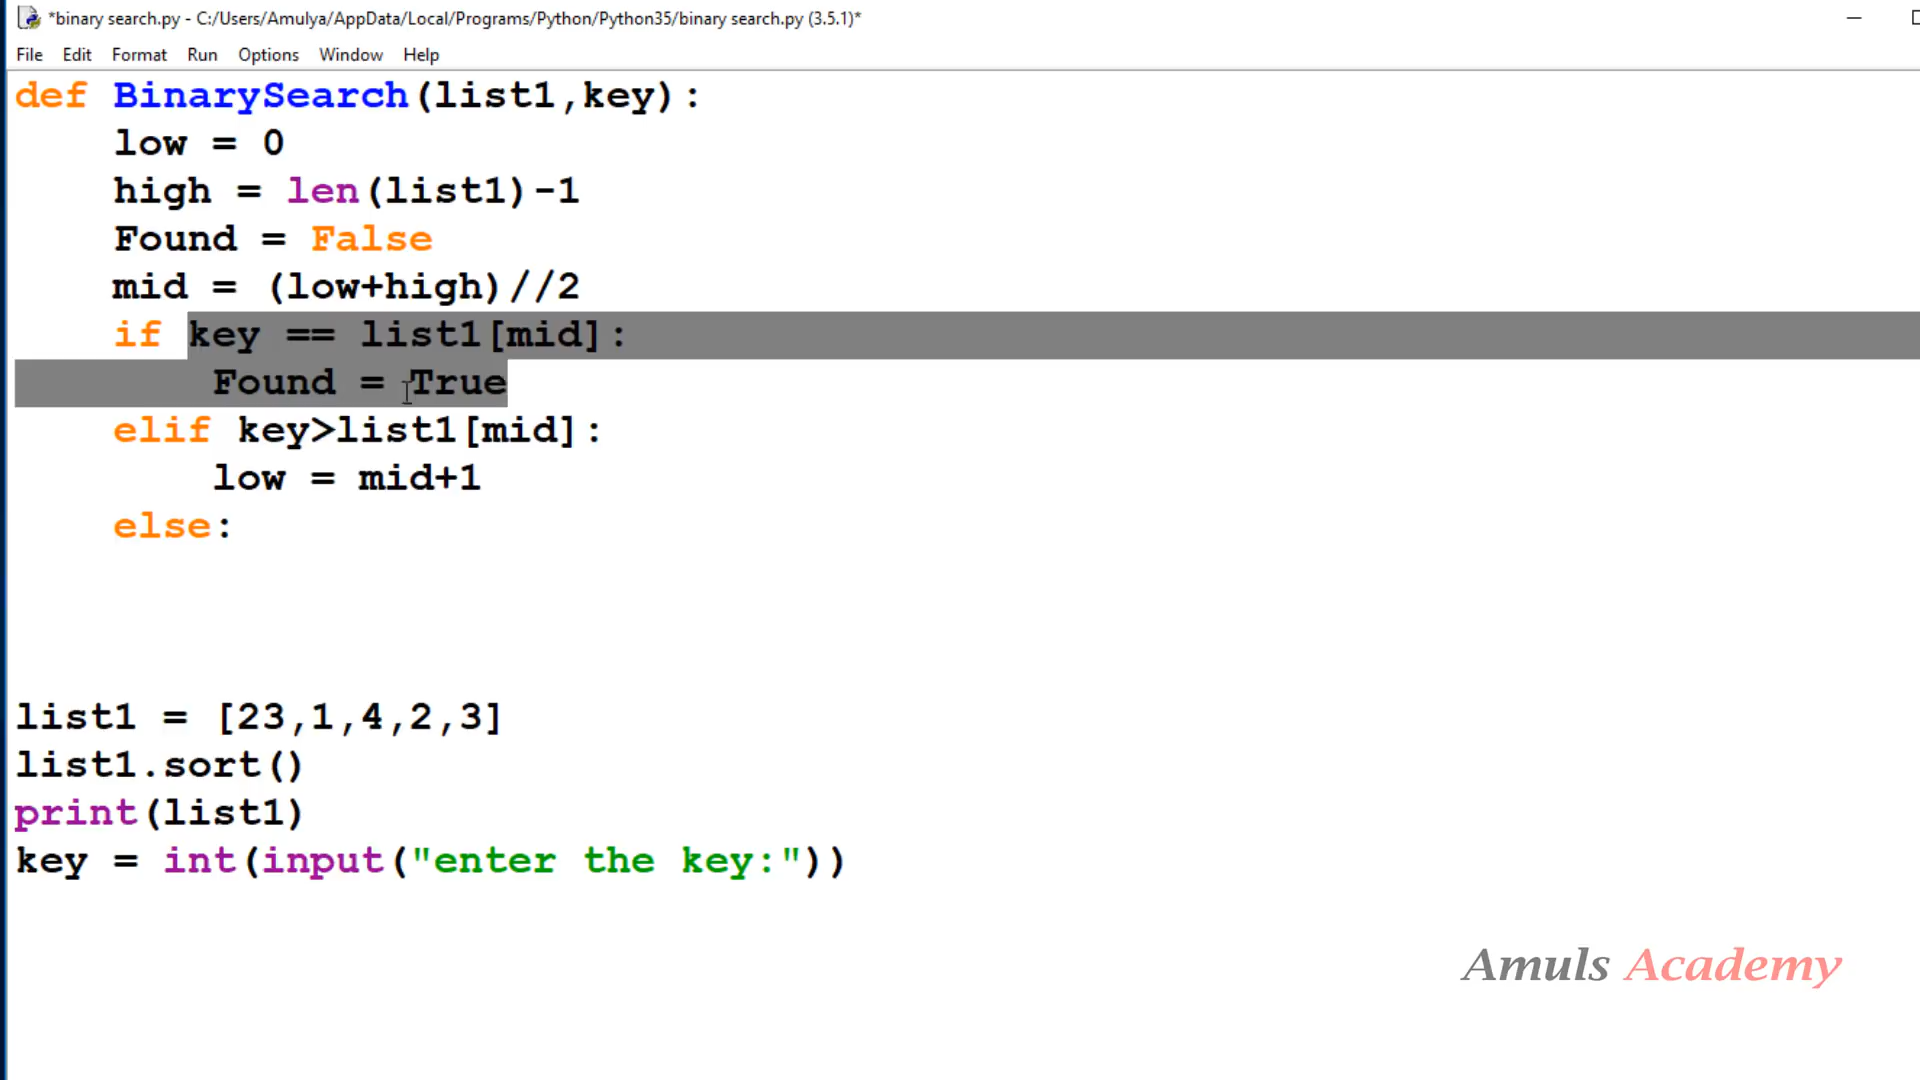 *binary search.py - C:/Users/Amulya/AppData/Local/Programs/Python/Python35/binary search.py (3.5.1)*
File Edit Format Run Options Window Help
def BinarySearch(list1,key):
    low = 0
    high = len(list1)-1
    Found = False
    mid = (low+high)//2
    if key == list1[mid]:
        Found = True
    elif key>list1[mid]:
        low = mid+1
    else:
list1 = [23,1,4,2,3]
list1.sort()
print(list1)
key = int(input("enter the key:"))
Amuls Academy